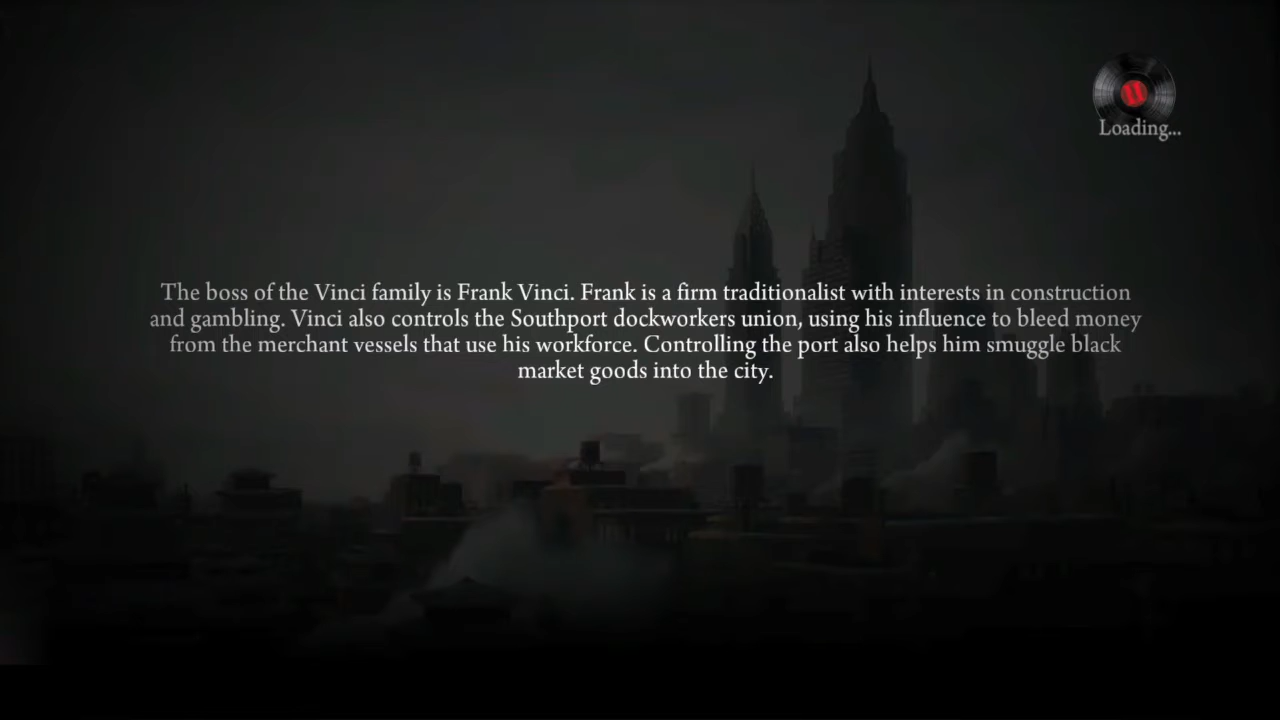 Loading...
The boss of the Vinci family is Frank Vinci. Frank is a firm traditionalist with interests in construction
and gambling. Vinci also controls the Southport dockworkers union, using his influence to bleed money
from the merchant vessels that use his workforce. Controlling the port also helps him smuggle black
market goods into the city.